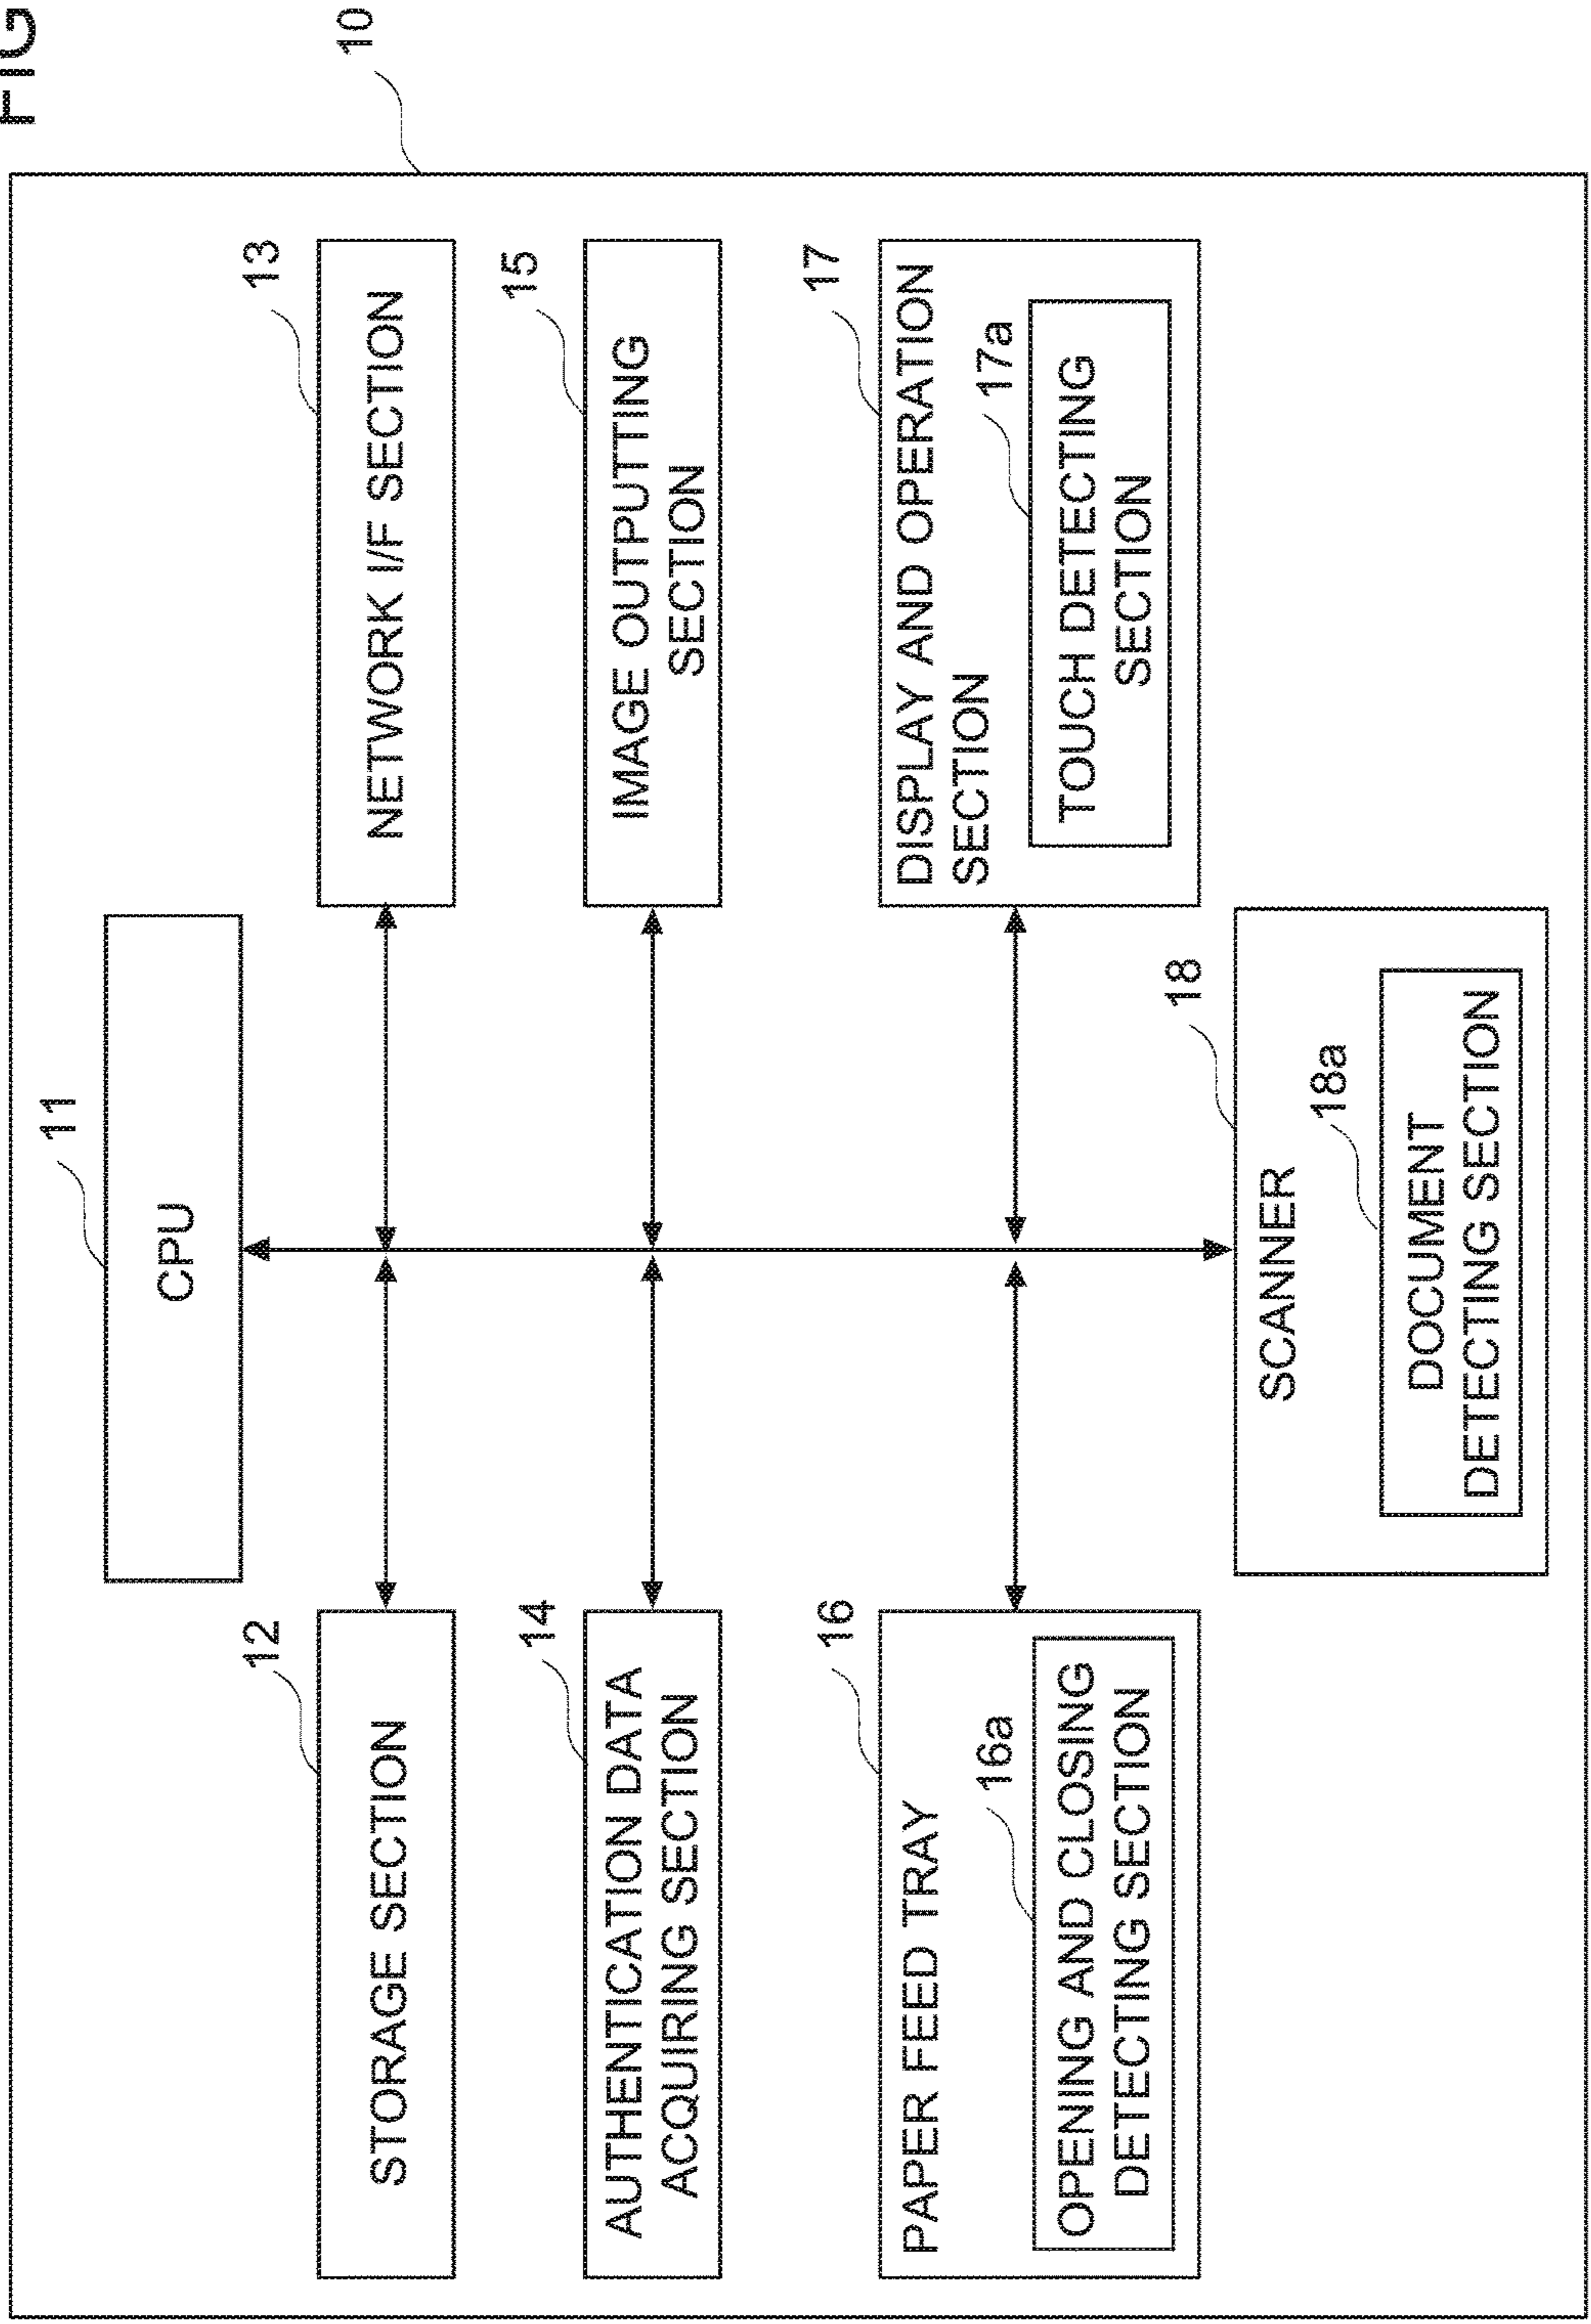 FIG
10
11
CPU
12
STORAGE SECTION
13
NETWORK I/F SECTION
14
AUTHENTICATION DATA
ACQUIRING SECTION
15
IMAGE OUTPUTTING
SECTION
16
PAPER FEED TRAY
16a
OPENING AND CLOSING
DETECTING SECTION
17
DISPLAY AND OPERATION
SECTION
17a
TOUCH DETECTING
SECTION
18
SCANNER
18a
DOCUMENT
DETECTING SECTION